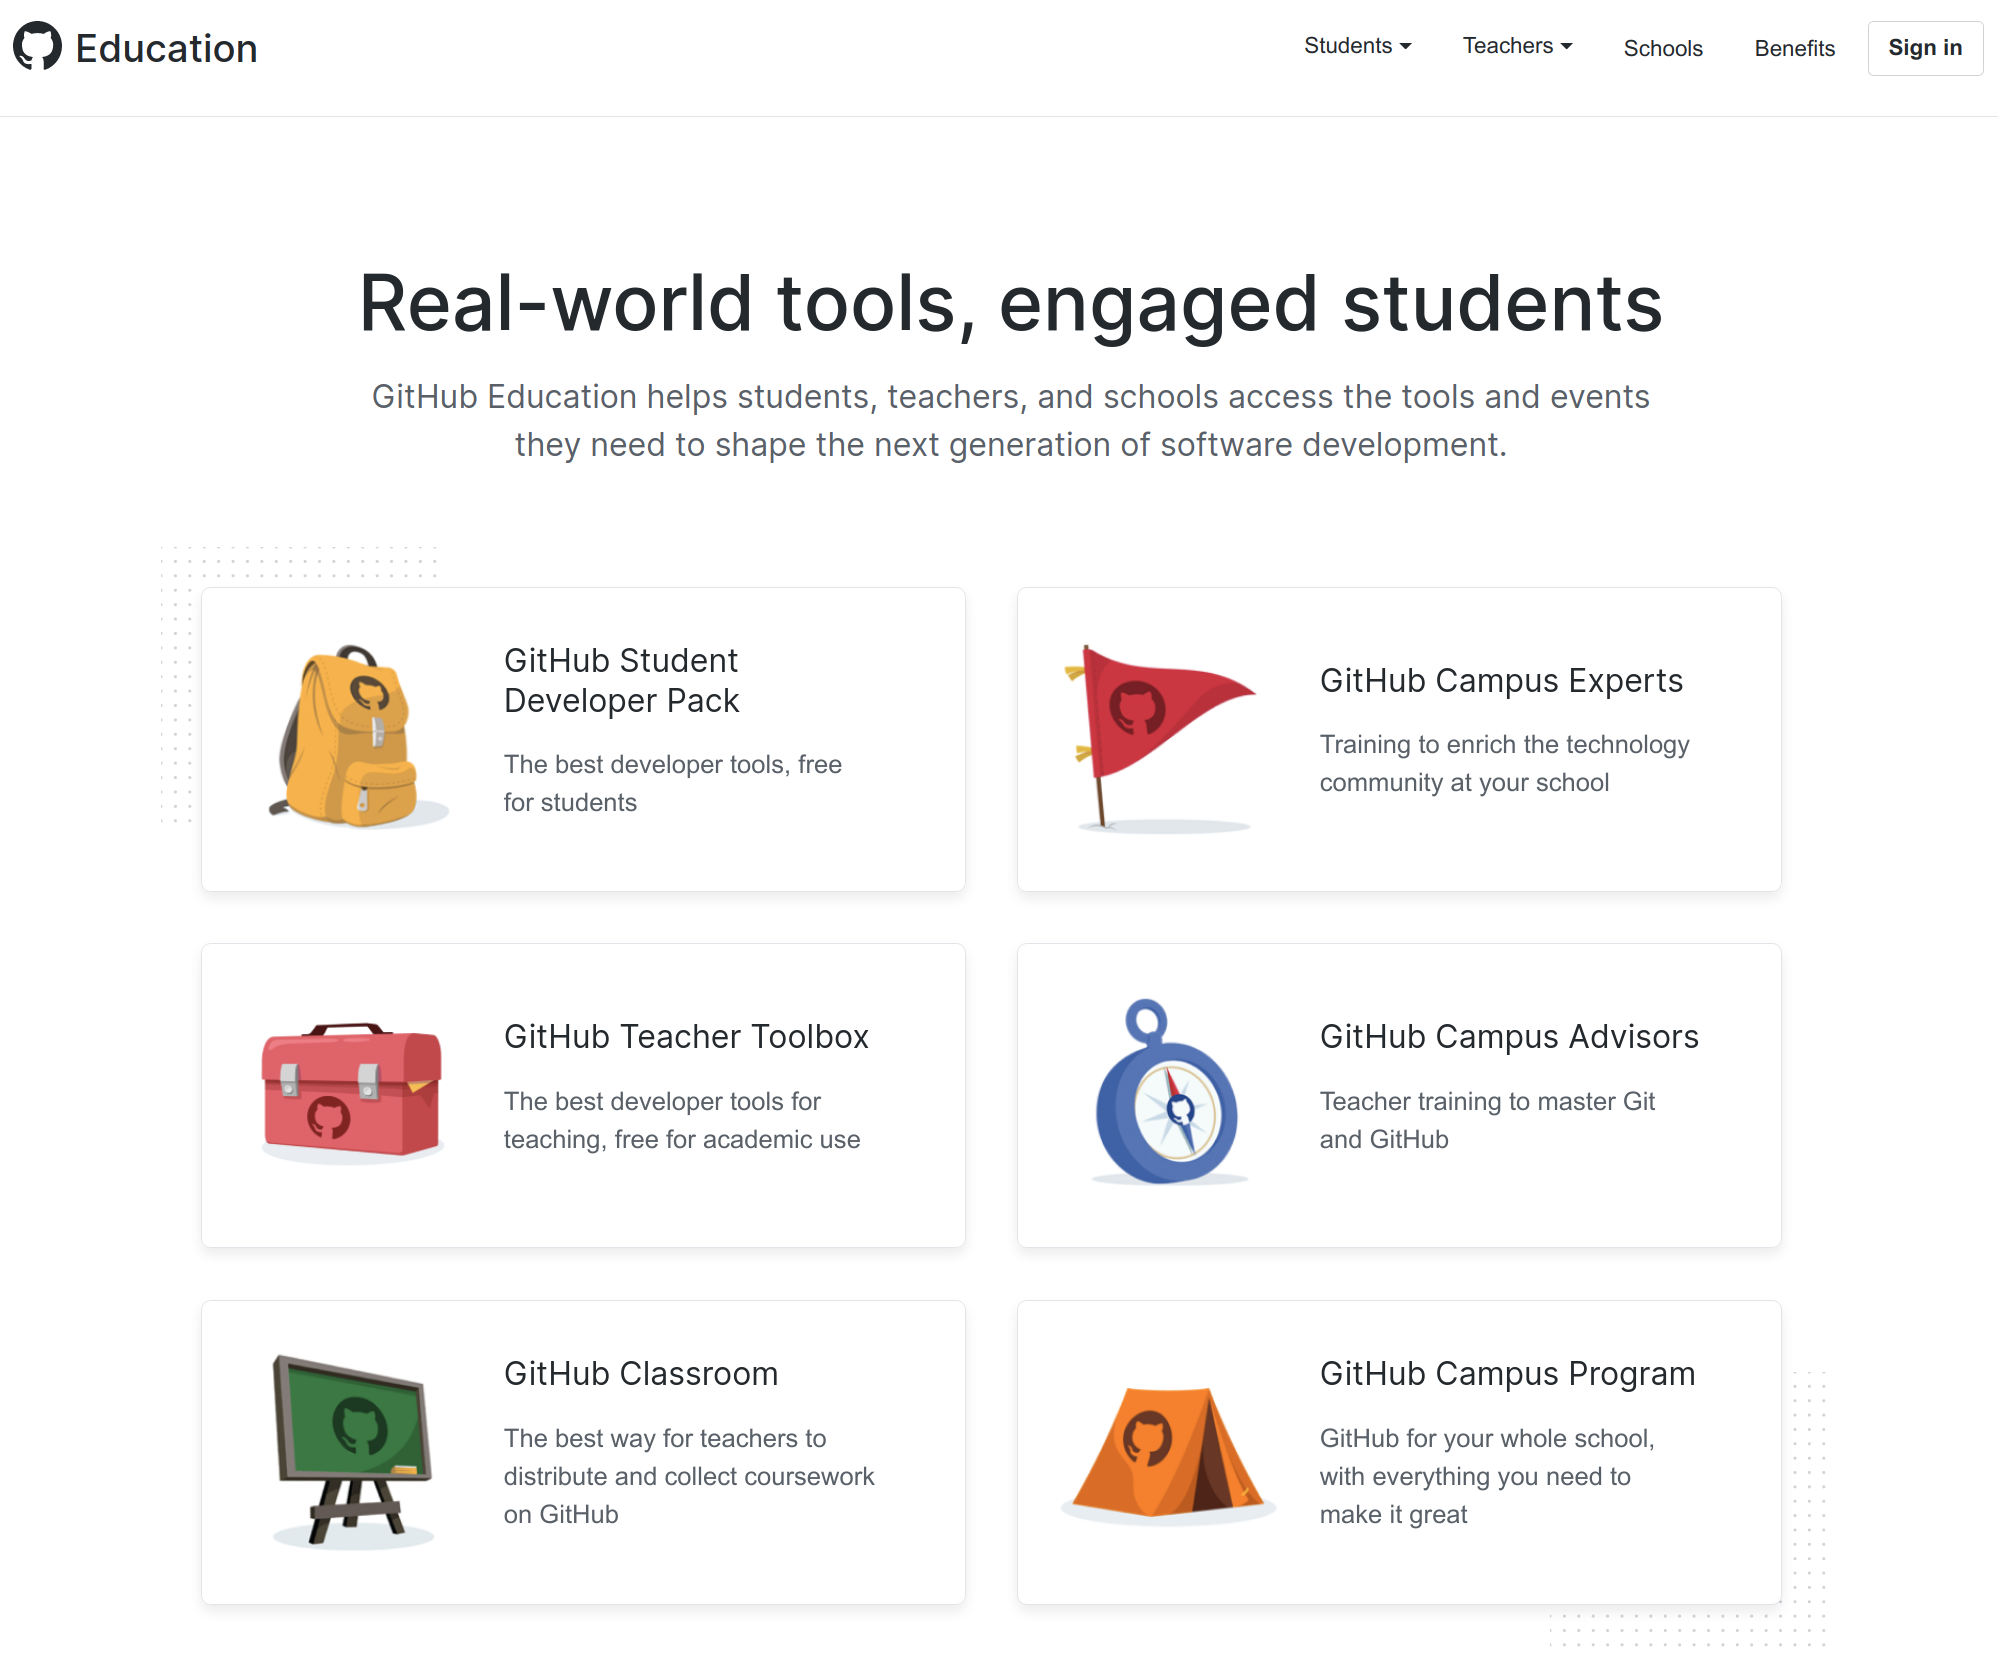 Education
Students
Teachers
Schools
Benefits
Sign in
Real-world tools, engaged students
GitHub Education helps students, teachers, and schools access the tools and events
they need to shape the next generation of software development.
GitHub Student
Developer Pack
The best developer tools, free
for students
GitHub Campus Experts
Training to enrich the technology
community at your school
GitHub Teacher Toolbox
The best developer tools for
teaching, free for academic use
GitHub Campus Advisors
Teacher training to master Git
and GitHub
GitHub Classroom
The best way for teachers to
distribute and collect coursework
on GitHub
GitHub Campus Program
GitHub for your whole school,
with everything you need to
make it great